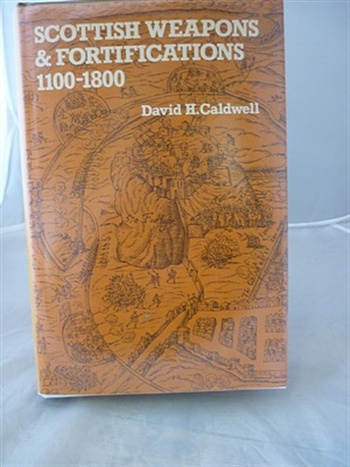 SCOTTISH WEAPONS
& FORTIFICATIONS
1100-1800
David H. Caldwell